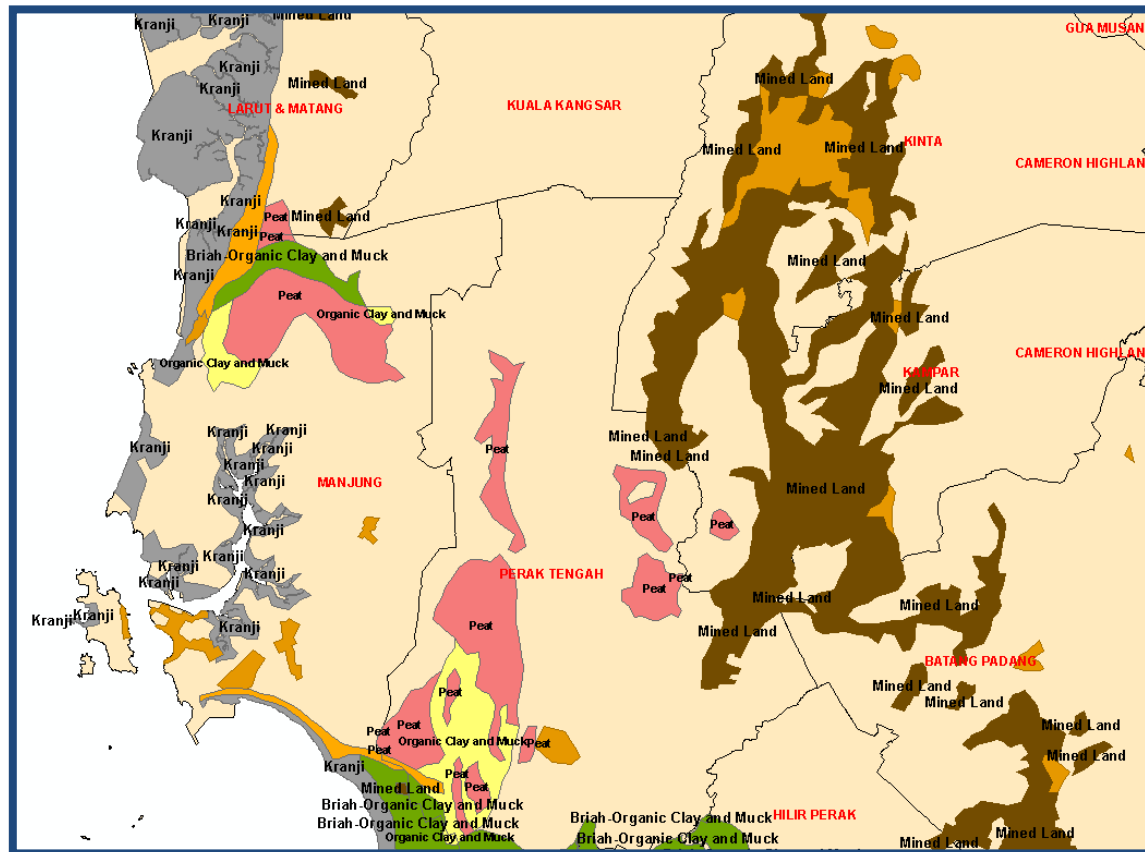 Kranji
Mined Land
GUA MUSAN
Kranji
Kranji
Mined Land
Mined Land
LARUT & MATANG
KUALA KANGSAR
Kranji
Mined Land
Mined Land
KINTA
CAMERON HIGHLAN
Kranji
Peat
Mined Land
Kranji
Kranji
Peat
Briah-Organic Clay and Muck
Mined Land
Kranji
Peat
Organic Clay and Muck
Mined Land
CAMERON HIGHLAN
Organic Clay and Muck
KAMPAR
Mined Land
Kranji
Kranji
Kranji
Kranji
Mined Land
Peat
Mined Land
Kranji
Kranji
MANJUNG
Mined Land
Kranji
Peat
Peat
Kranji
Kranji
Kranji
Kranji
PERAK TENGAH
Peat
Kranji
Peat
Mined Land
Mined Land
Kranji
Kranji
Kranji
Mined Land
Peat
BATANG PADANG
Mined Land
Peat
Mined Land
Peat
Mined Land
Peat
Organic Clay and Muck
Peat
Peat
Mined Land
Kranji
Peat
Mined Land
Peat
Briah-Organic Clay and Muck
Briah-Organic Clay and Muck
HILIR PERAK
Briah-Organic Clay and Muck
Organic Clay and Muck
Briah-Organic Clay and Muck
Mined Land
Mined Land